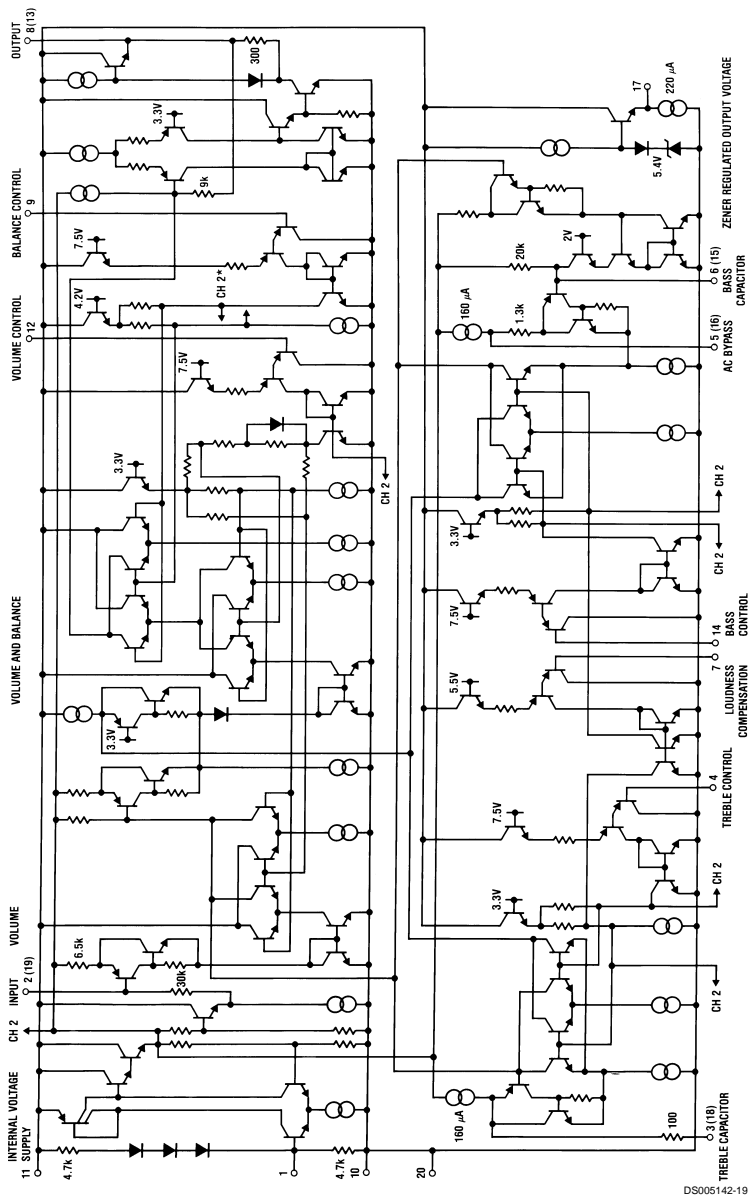 INTERNAL VOLTAGE
SUPPLY
11
4.7k
1
4.7k
10
20
CH 2
INPUT
2 (19)
6.5k
30k
VOLUME
VOLUME AND BALANCE
3.3V
3.3V
VOLUME CONTROL
12
7.5V
CH 2
4.2V
CH 2*
BALANCE CONTROL
9
7.5V
9k
3.3V
300
OUTPUT
8 (13)
160 μA
100
3 (18)
TREBLE CAPACITOR
CH 2
3.3V
CH 2
7.5V
4
TREBLE CONTROL
5.5V
7
LOUDNESS
COMPENSATION
7.5V
14
BASS
CONTROL
3.3V
CH 2
CH 2
160 μA
1.3k
5 (16)
AC BYPASS
20k
2V
6 (15)
BASS
CAPACITOR
5.4V
17
220 μA
ZENER REGULATED OUTPUT VOLTAGE
DS005142-19